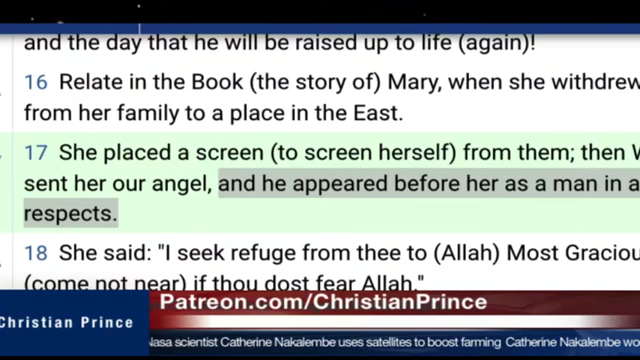 and the day that he will be raised up to life (again)!
16 Relate in the Book (the story of) Mary, when she withdrew
from her family to a place in the East.
17 She placed a screen (to screen herself) from them; then
sent her our angel, and he appeared before her as a man in
respects.
18 She said: "I seek refuge from thee to (Allah) Most
(come not near) if thou dost fear Allah."
Patreon.com/ChristianPrince
Christian Prince
Nasa scientist Catherine Nakalembe uses satellites to boost farming Catherine Nakalembe